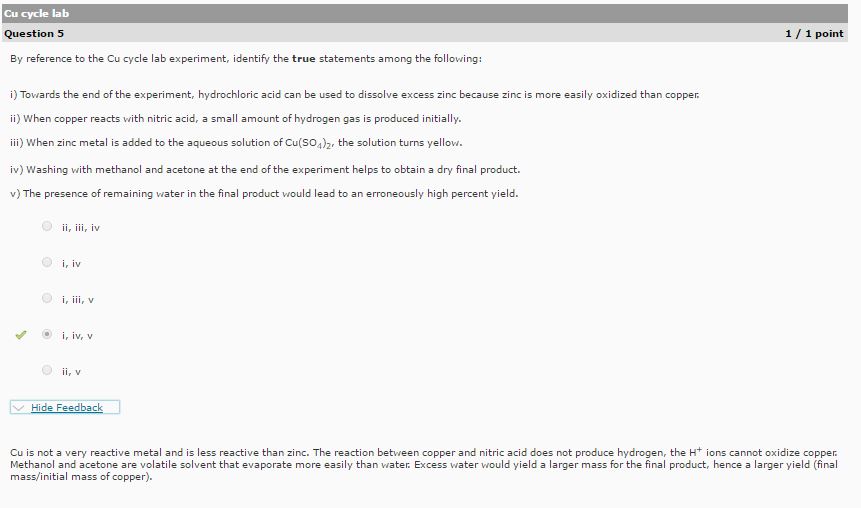 Cu cycle lab
Question 5 1 / 1 point
By reference to the Cu cycle lab experiment, identify the true statements among the following:
i) Towards the end of the experiment, hydrochloric acid can be used to dissolve excess zinc because zinc is more easily oxidized than copper.
ii) When copper reacts with nitric acid, a small amount of hydrogen gas is produced initially.
iii) When zinc metal is added to the aqueous solution of Cu(SO₄)₂, the solution turns yellow.
iv) Washing with methanol and acetone at the end of the experiment helps to obtain a dry final product.
v) The presence of remaining water in the final product would lead to an erroneously high percent yield.
ii, iii, iv
i, iv
i, iii, v
i, iv, v
ii, v
Hide Feedback
Cu is not a very reactive metal and is less reactive than zinc. The reaction between copper and nitric acid does not produce hydrogen, the H⁺ ions cannot oxidize copper.
Methanol and acetone are volatile solvent that evaporate more easily than water. Excess water would yield a larger mass for the final product, hence a larger yield (final
mass/initial mass of copper).